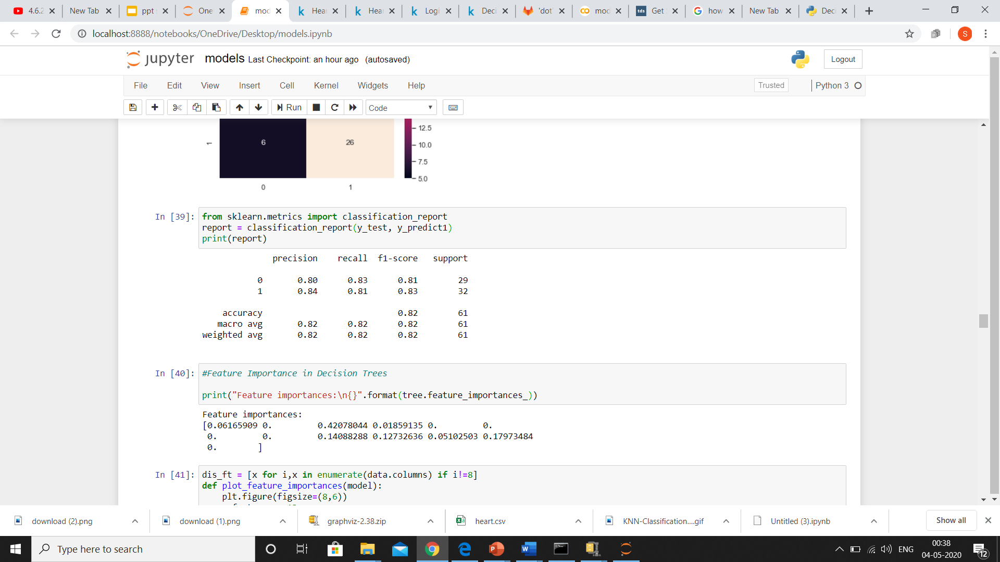 4.6.2
New Tab
ppt
One
mod
Hea
Hea
Logi
Deci
'dot'
mod
tds
Get
how
New Tab
Dec
localhost:8888/notebooks/OneDrive/Desktop/models.ipynb
S
jupyter models Last Checkpoint: an hour ago (autosaved)
Logout
File Edit View Insert Cell Kernel Widgets Help
Trusted
Python 3
Run
Code
12.5
10.0
7.5
5.0
1
6 26
0 1
In [39]: from sklearn.metrics import classification_report
report = classification_report(y_test, y_predict1)
print(report)
precision recall f1-score support
0 0.80 0.83 0.81 29
1 0.84 0.81 0.83 32
accuracy 0.82 61
macro avg 0.82 0.82 0.82 61
weighted avg 0.82 0.82 0.82 61
In [40]: #Feature Importance in Decision Trees
print("Feature importances:\n{}".format(tree.feature_importances_))
Feature importances:
[0.06165909 0. 0.42078044 0.01859135 0. 0.
0. 0. 0.14088288 0.12732636 0.05102503 0.17973484
0. ]
In [41]: dis_ft = [x for i,x in enumerate(data.columns) if i!=8]
def plot_feature_importances(model):
plt.figure(figsize=(8,6))
download (2).png
download (1).png
graphviz-2.38.zip
heart.csv
KNN-Classification....gif
Untitled (3).ipynb
Show all
Type here to search
ENG
00:38
04-05-2020
12